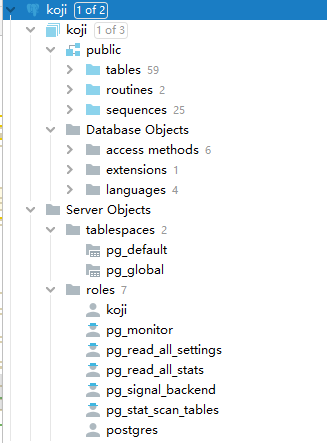 koji 1 of 2
koji 1 of 3
public
tables 59
routines 2
sequences 25
Database Objects
access methods 6
extensions 1
languages 4
Server Objects
tablespaces 2
pg_default
pg_global
roles 7
koji
pg_monitor
pg_read_all_settings
pg_read_all_stats
pg_signal_backend
pg_stat_scan_tables
postgres